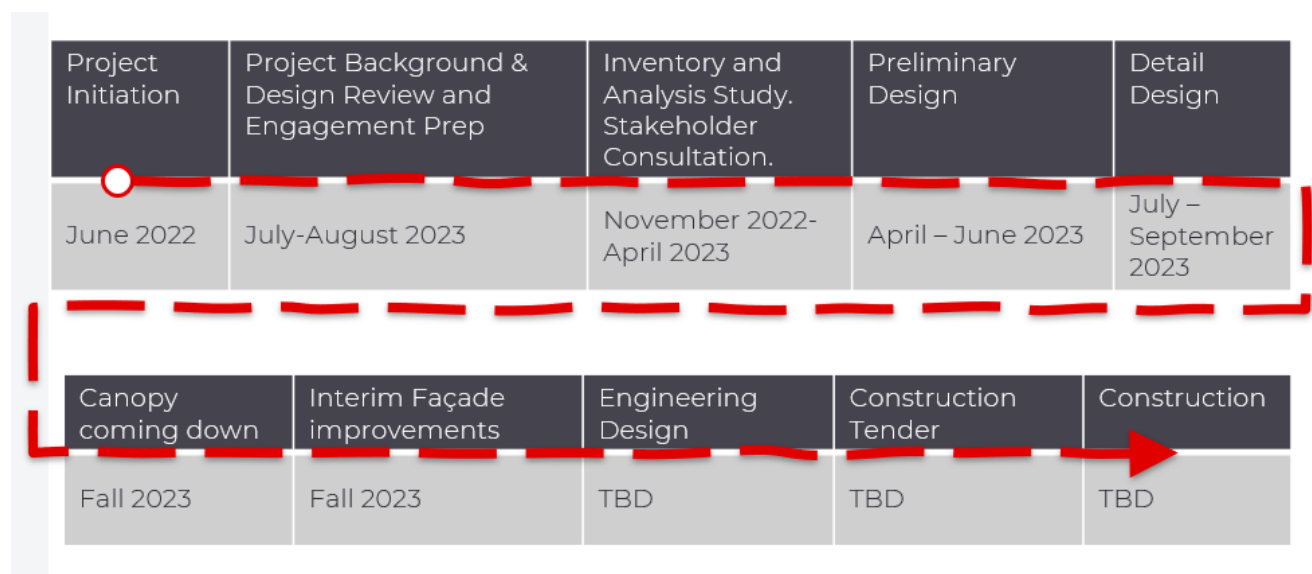 Project
Initiation
Project Background &
Design Review and
Engagement Prep
Inventory and
Analysis Study.
Stakeholder
Consultation.
Preliminary
Design
Detail
Design
June 2022
July-August 2023
November 2022-
April 2023
April – June 2023
July –
September
2023
Canopy
coming down
Interim Façade
improvements
Engineering
Design
Construction
Tender
Construction
Fall 2023
Fall 2023
TBD
TBD
TBD